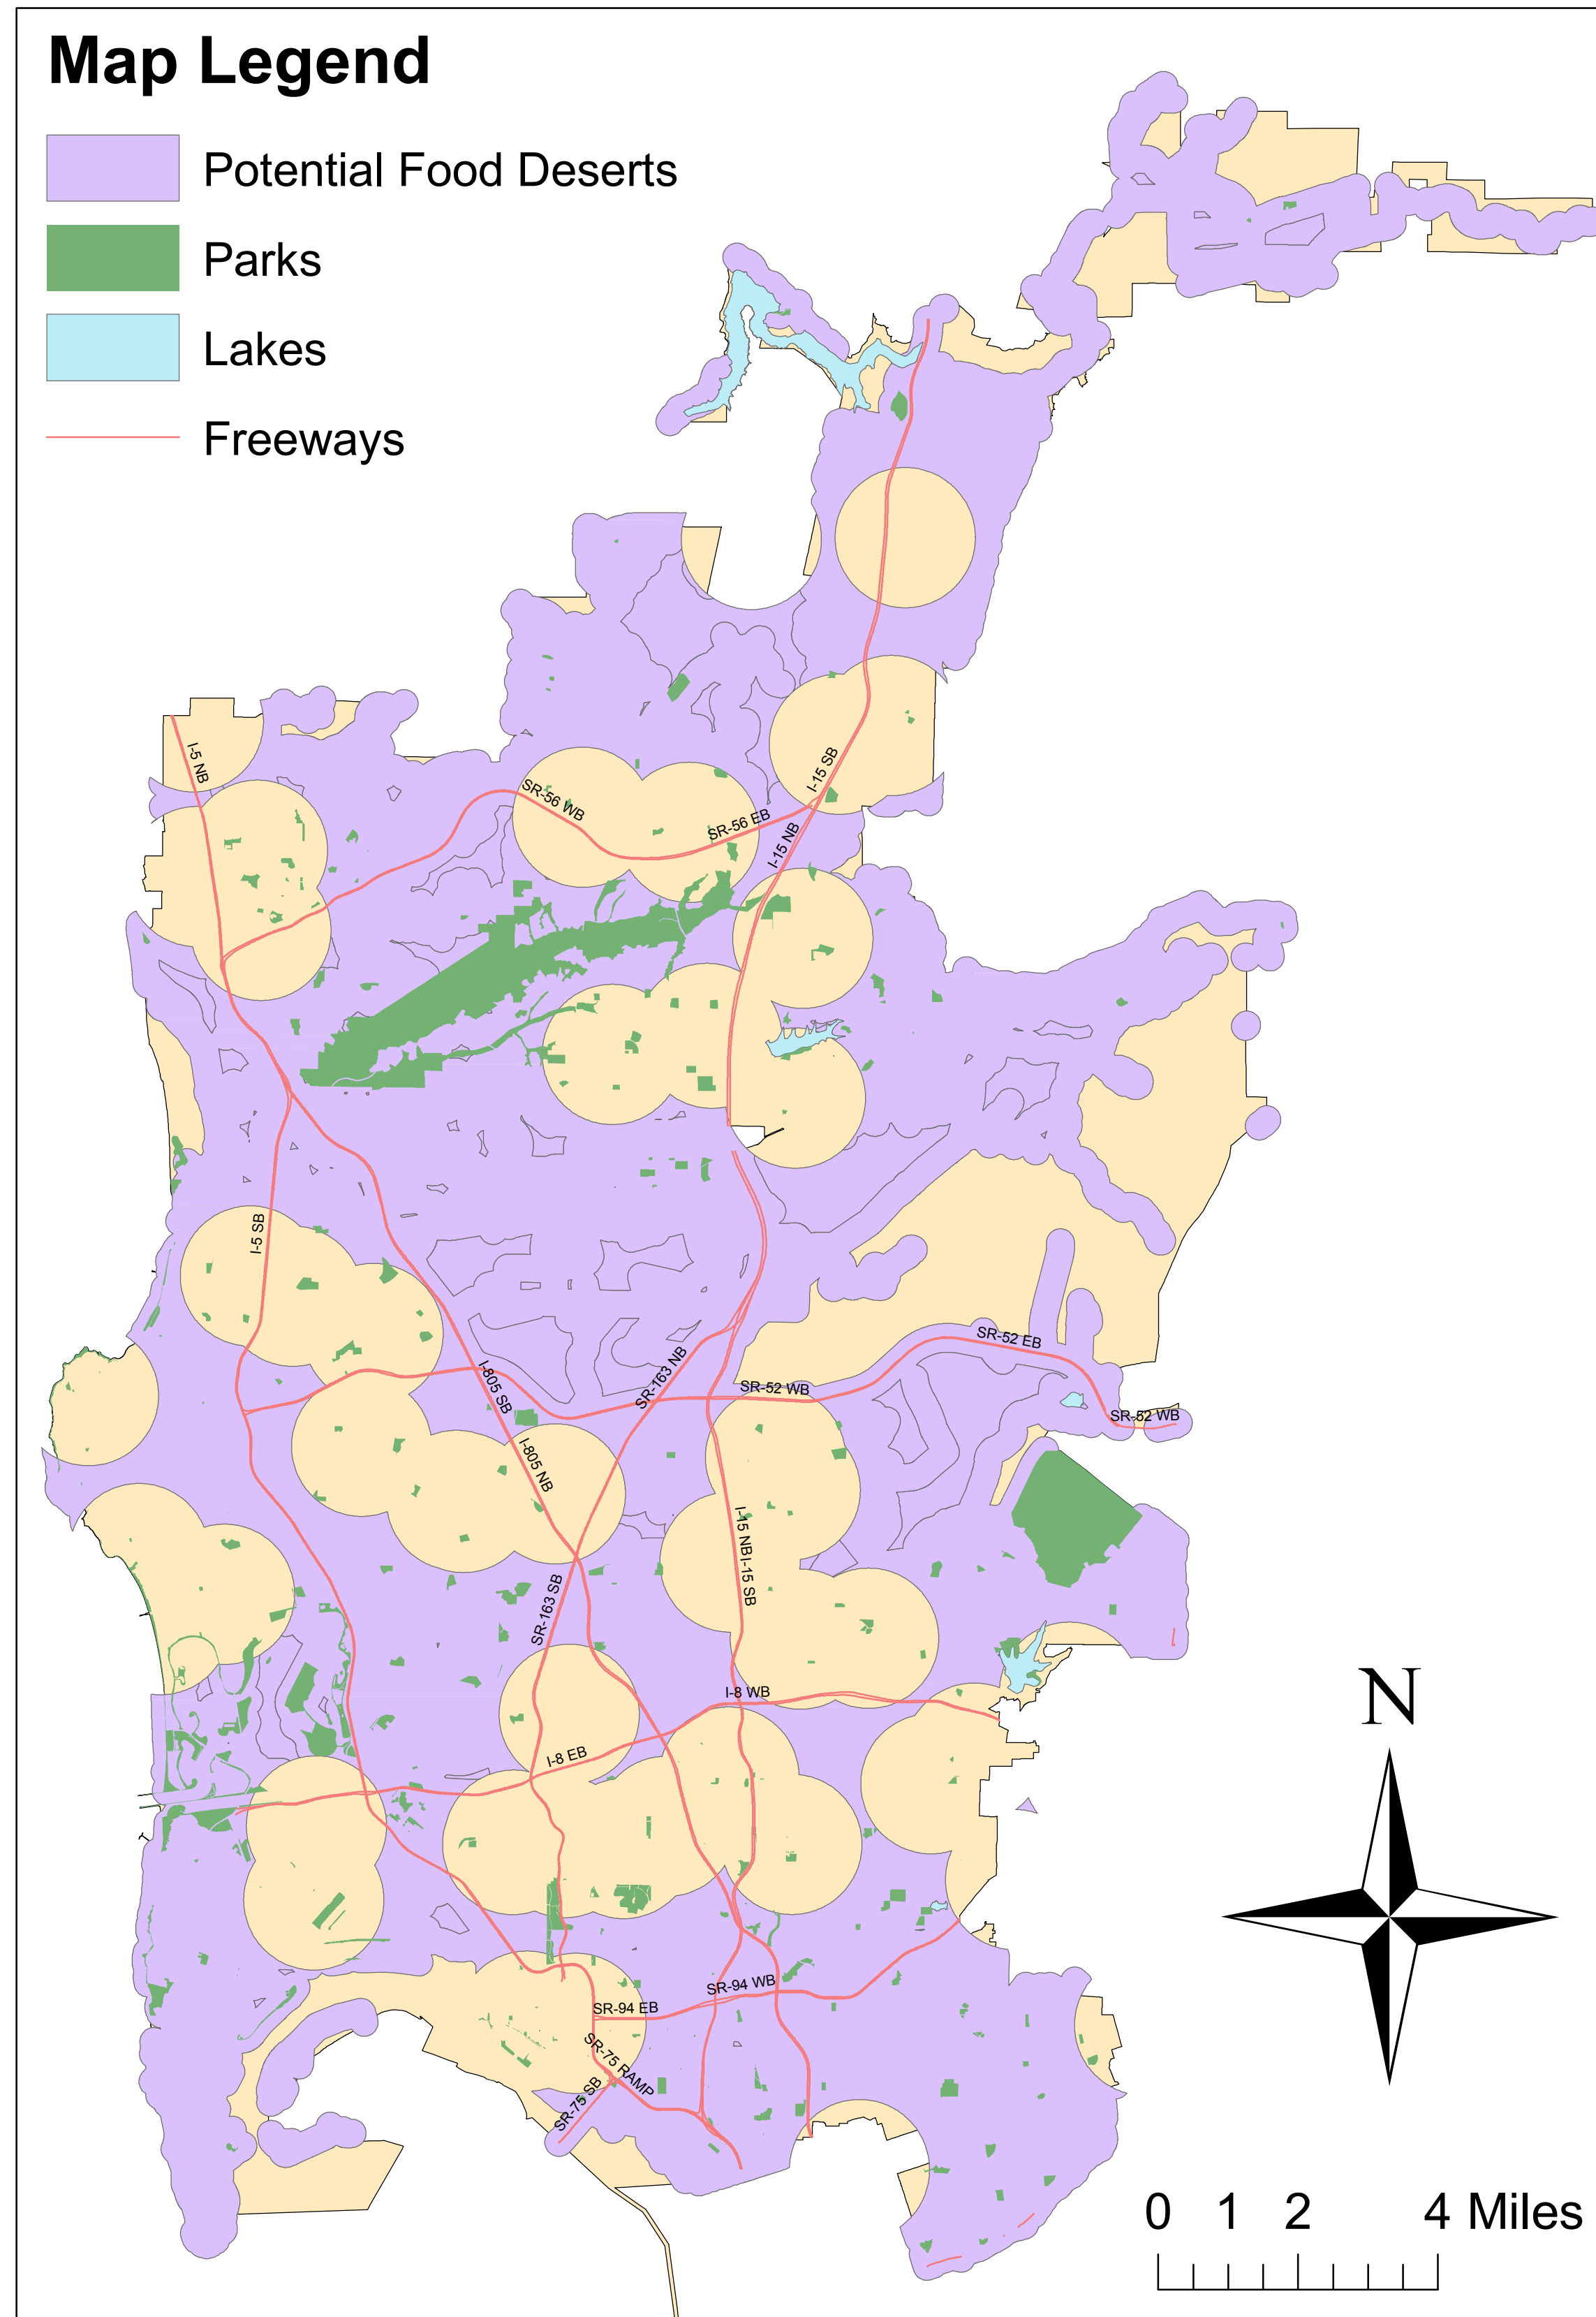 Map Legend
Potential Food Deserts
Parks
Lakes
Freeways
I-5 NB
SR-56 WB
SR-56 EB
I-15 SB
I-15 NB
I-5 SB
I-805 SB
I-805 NB
SR-163 NB
SR-52 EB
SR-52 WB
SR-52 WB
I-15 NB
I-15 SB
SR-163 SB
I-8 WB
I-8 EB
SR-94 WB
SR-94 EB
SR-75 RAMP
SR-75 SB
N
0 1 2 4 Miles